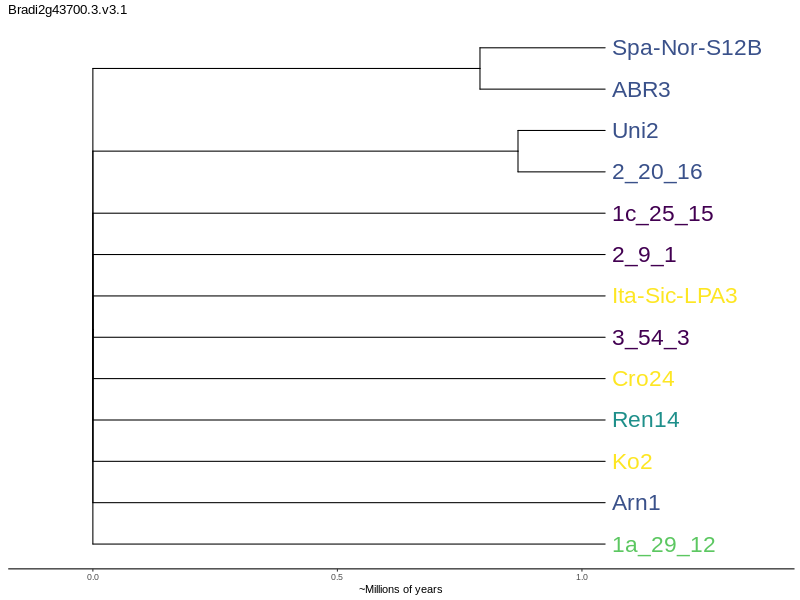 Bradi2g43700.3.v3.1
Spa-Nor-S12B
ABR3
Uni2
2_20_16
1c_25_15
2_9_1
Ita-Sic-LPA3
3_54_3
Cro24
Ren14
Ko2
Arn1
1a_29_12
0.0 0.5 1.0
~Millions of years